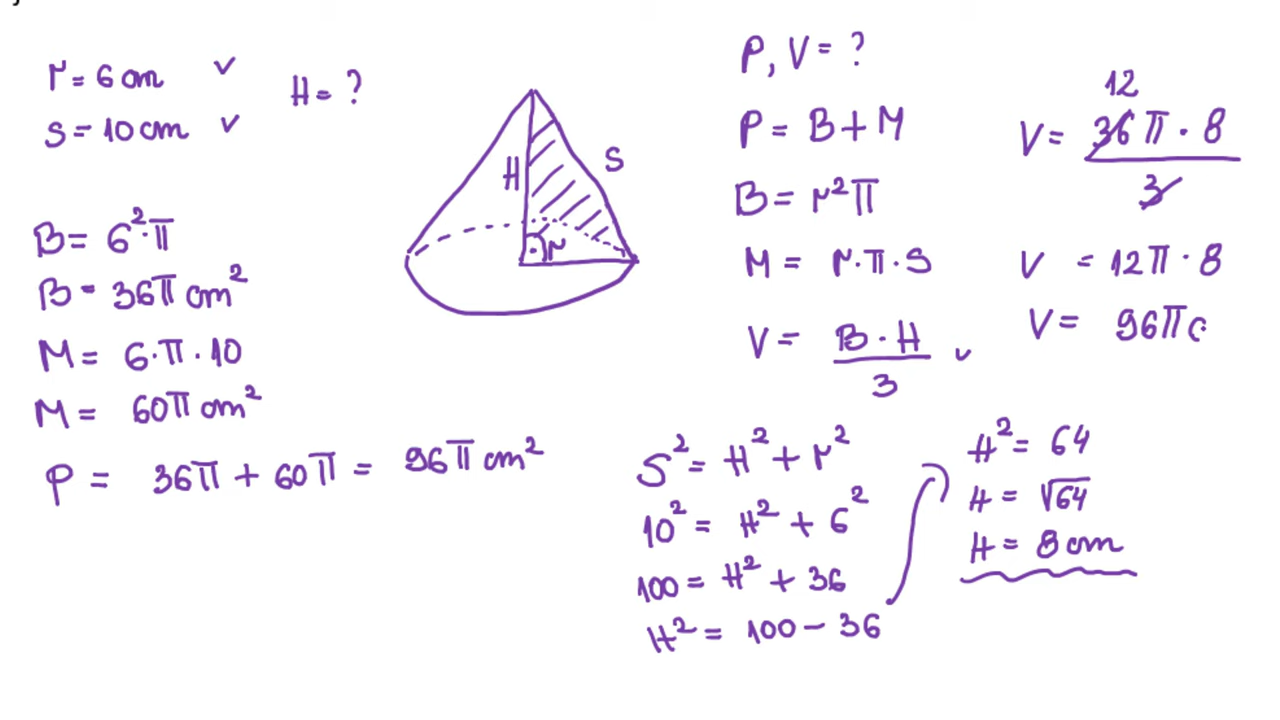 r = 6 cm ✓
S = 10 cm ✓
H = ?
B = 6²·π
B = 36π cm²
M = 6·π·10
M = 60π cm²
P = 36π + 60π = 96π cm²
H
S
r
P, V = ?
P = B + M
B = r²π
M = r·π·S
V = B·H / 3 ✓
S² = H² + r²
10² = H² + 6²
100 = H² + 36
H² = 100 − 36
H² = 64
H = √64
H = 8 cm
12
V = 36π · 8 / 3
V = 12π · 8
V = 96π c